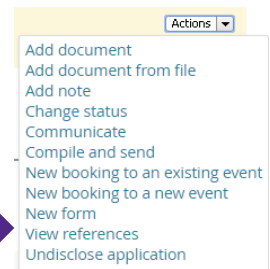 Actions
Add document
Add document from file
Add note
Change status
Communicate
Compile and send
New booking to an existing event
New booking to a new event
New form
View references
Undisclose application